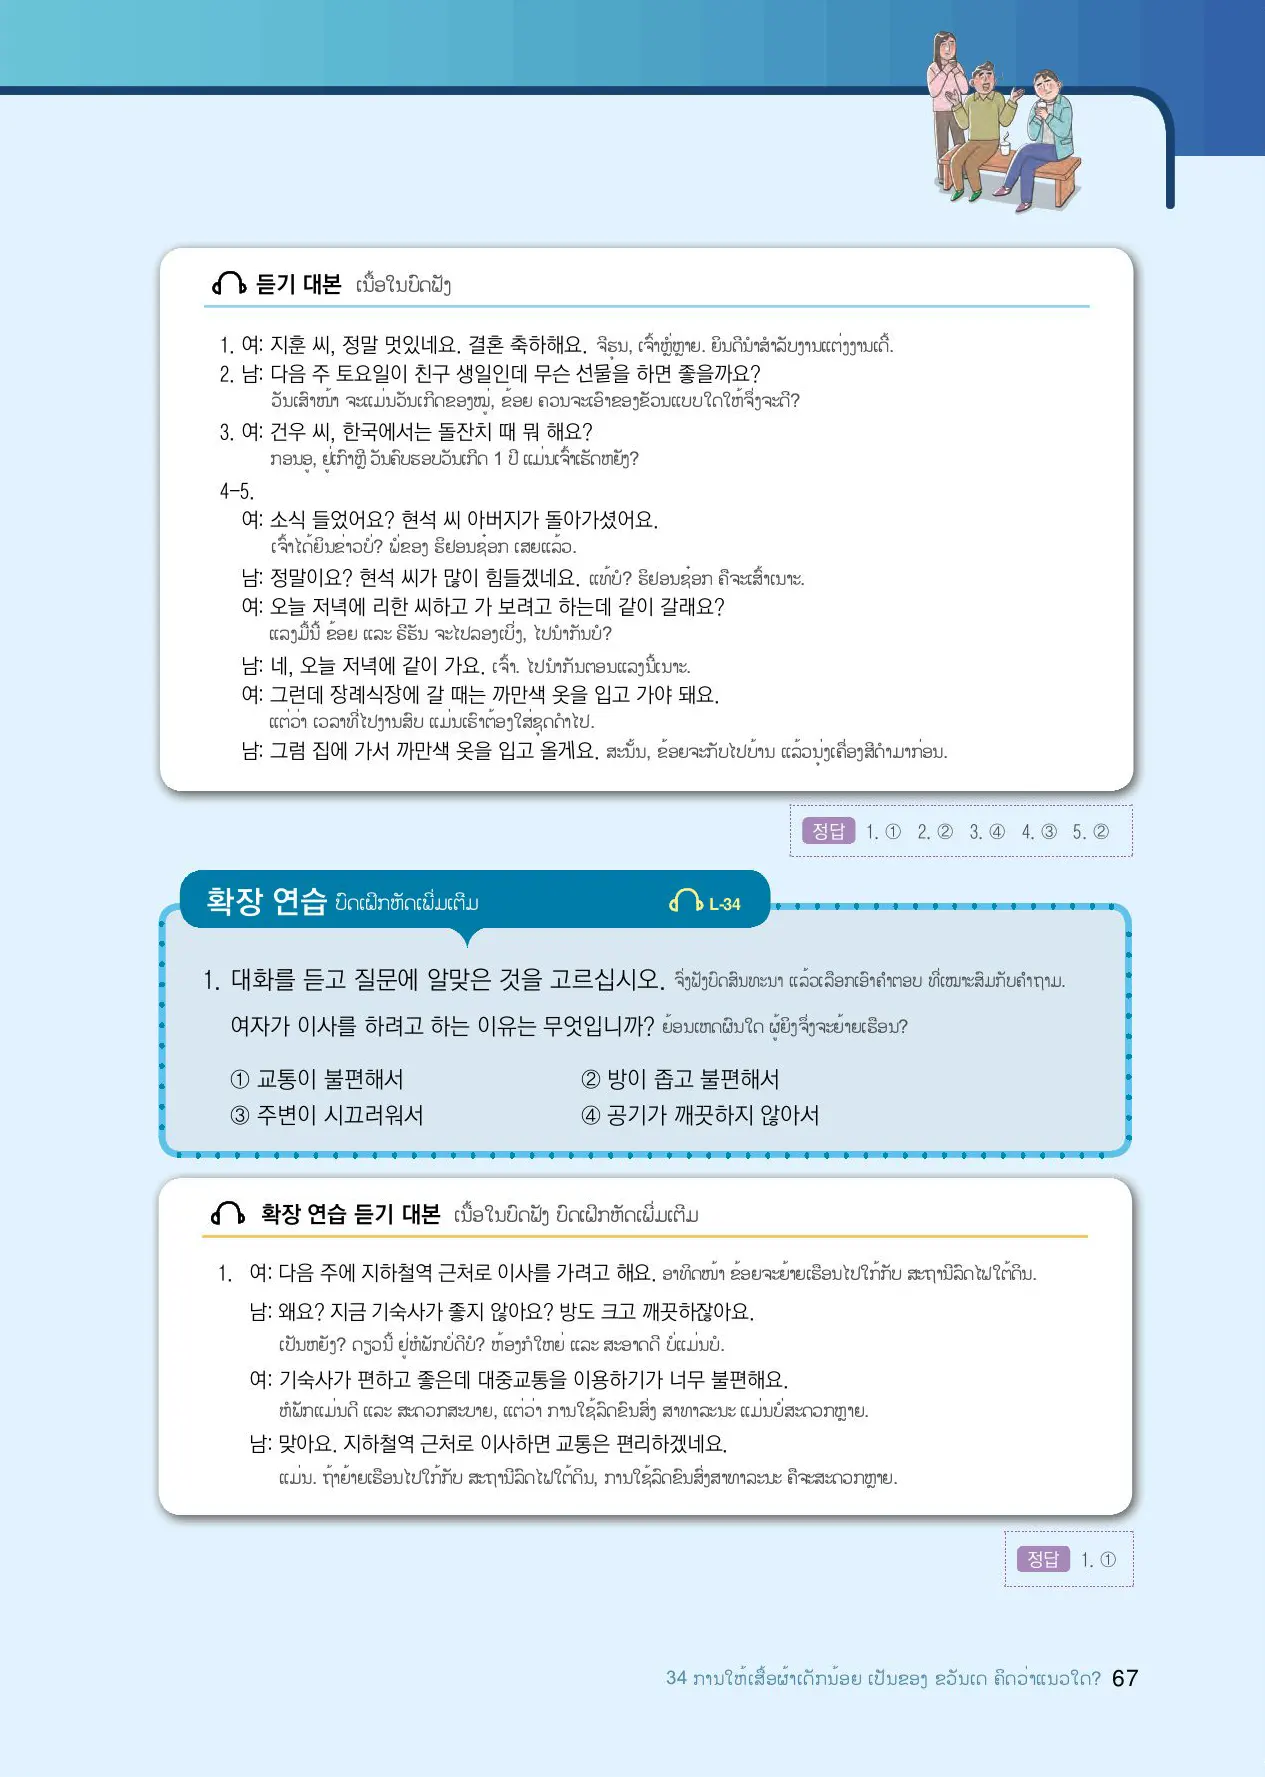 듣기 대본 ເນື້ອໃນບົດຟັງ
1. 여: 지훈 씨, 정말 멋있네요. 결혼 축하해요. ຈິຮຸນ, ເຈົ້າຫຼໍ່ຫຼາຍ. ຍິນດີນຳສຳລັບງານແຕ່ງງານເດີ້.
2. 남: 다음 주 토요일이 친구 생일인데 무슨 선물을 하면 좋을까요?
ວັນເສົາໜ້າ ຈະແມ່ນວັນເກີດຂອງໝູ່, ຂ້ອຍ ຄວນຈະເອົາຂອງຂັວນແບບໃດໃຫ້ຈຶ່ງຈະດີ?
3. 여: 건우 씨, 한국에서는 돌잔치 때 뭐 해요?
ກອນອູ, ຢູ່ເກົາຫຼີ ວັນຄົບຮອບວັນເກີດ 1 ປີ ແມ່ນເຈົ້າເຮັດຫຍັງ?
4-5.
여: 소식 들었어요? 현석 씨 아버지가 돌아가셨어요.
ເຈົ້າໄດ້ຍິນຂ່າວບໍ່? ພໍ່ຂອງ ຮິຢອນຊ໋ອກ ເສຍແລ້ວ.
남: 정말이요? 현석 씨가 많이 힘들겠네요. ແທ້ບໍ? ຮິຢອນຊ໋ອກ ຄືຈະເສົ້າເນາະ.
여: 오늘 저녁에 리한 씨하고 가 보려고 하는데 같이 갈래요?
ແລງມື້ນີ້ ຂ້ອຍ ແລະ ຣີຮັນ ຈະໄປລອງເບິ່ງ, ໄປນຳກັນບໍ?
남: 네, 오늘 저녁에 같이 가요. ເຈົ້າ. ໄປນຳກັນຕອນແລງນີ້ເນາະ.
여: 그런데 장례식장에 갈 때는 까만색 옷을 입고 가야 돼요.
ແຕ່ວ່າ ເວລາທີ່ໄປງານສົບ ແມ່ນເຮົາຕ້ອງໃສ່ຊຸດດຳໄປ.
남: 그럼 집에 가서 까만색 옷을 입고 올게요. ສະນັ້ນ, ຂ້ອຍຈະກັບໄປບ້ານ ແລ້ວນຸ່ງເຄື່ອງສີດຳມາກ່ອນ.
정답 1. ① 2. ② 3. ④ 4. ③ 5. ②
확장 연습 ບົດເຝິກຫັດເພີ່ມເຕີມ L-34
1. 대화를 듣고 질문에 알맞은 것을 고르십시오. ຈົ່ງຟັງບົດສົນທະນາ ແລ້ວເລືອກເອົາຄຳຕອບ ທີ່ເໝາະສົມກັບຄຳຖາມ.
여자가 이사를 하려고 하는 이유는 무엇입니까? ຍ້ອນເຫດຜົນໃດ ຜູ້ຍິງຈຶ່ງຈະຍ້າຍເຮືອນ?
① 교통이 불편해서 ② 방이 좁고 불편해서
③ 주변이 시끄러워서 ④ 공기가 깨끗하지 않아서
확장 연습 듣기 대본 ເນື້ອໃນບົດຟັງ ບົດເຝິກຫັດເພີ່ມເຕີມ
1. 여: 다음 주에 지하철역 근처로 이사를 가려고 해요. ອາທິດໜ້າ ຂ້ອຍຈະຍ້າຍເຮືອນໄປໃກ້ກັບ ສະຖານີລົດໄຟໃຕ້ດິນ.
남: 왜요? 지금 기숙사가 좋지 않아요? 방도 크고 깨끗하잖아요.
ເປັນຫຍັງ? ດຽວນີ້ ຢູ່ຫໍພັກບໍ່ດີບໍ? ຫ້ອງກໍໃຫຍ່ ແລະ ສະອາດດີ ບໍ່ແມ່ນບໍ.
여: 기숙사가 편하고 좋은데 대중교통을 이용하기가 너무 불편해요.
ຫໍພັກແມ່ນດີ ແລະ ສະດວກສະບາຍ, ແຕ່ວ່າ ການໃຊ້ລົດຂົນສົ່ງ ສາທາລະນະ ແມ່ນບໍ່ສະດວກຫຼາຍ.
남: 맞아요. 지하철역 근처로 이사하면 교통은 편리하겠네요.
ແມ່ນ. ຖ້າຍ້າຍເຮືອນໄປໃກ້ກັບ ສະຖານີລົດໄຟໃຕ້ດິນ, ການໃຊ້ລົດຂົນສົ່ງສາທາລະນະ ຄືຈະສະດວກຫຼາຍ.
정답 1. ①
34 ການໃຫ້ເສື້ອຜ້າເດັກນ້ອຍ ເປັນຂອງ ຂວັນເດ ຄິດວ່າແນວໃດ? 67